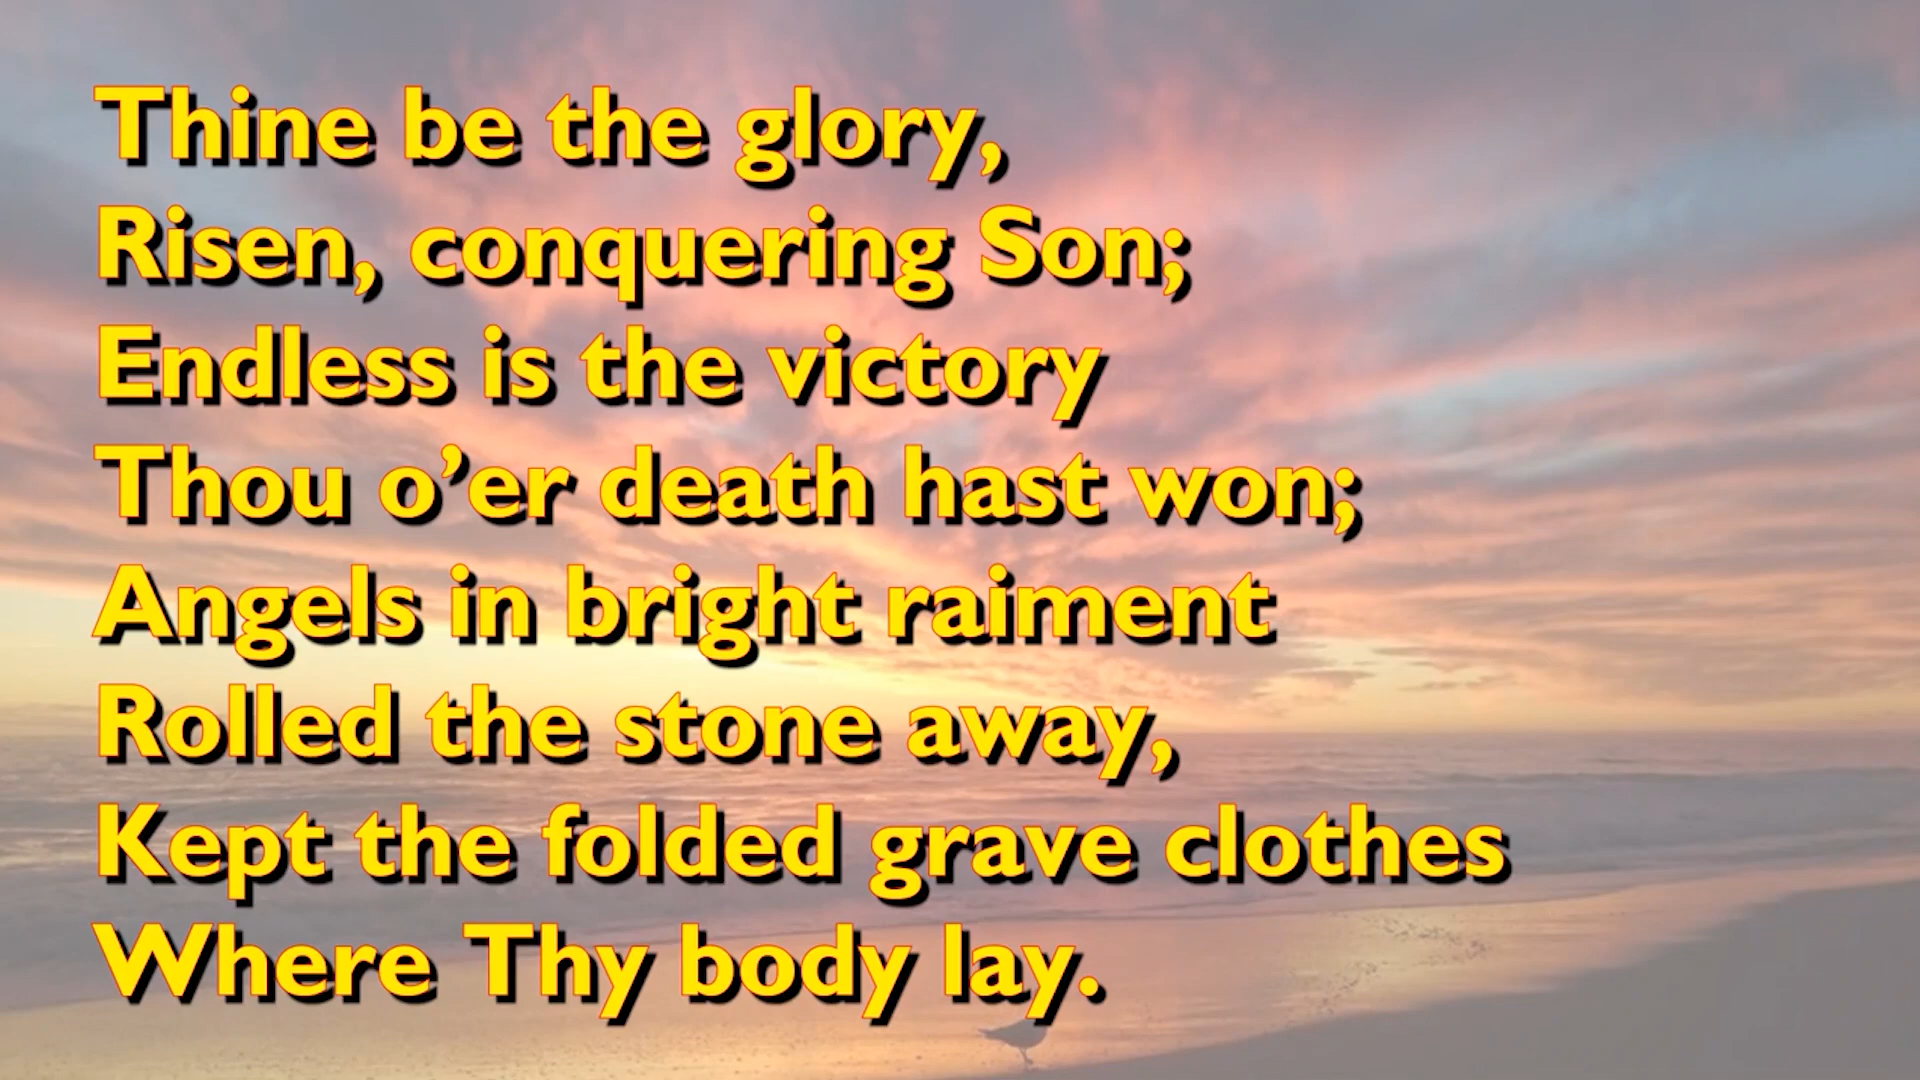 Thine be the glory,
Risen, conquering Son;
Endless is the victory
Thou o’er death hast won;
Angels in bright raiment
Rolled the stone away,
Kept the folded grave clothes
Where Thy body lay.